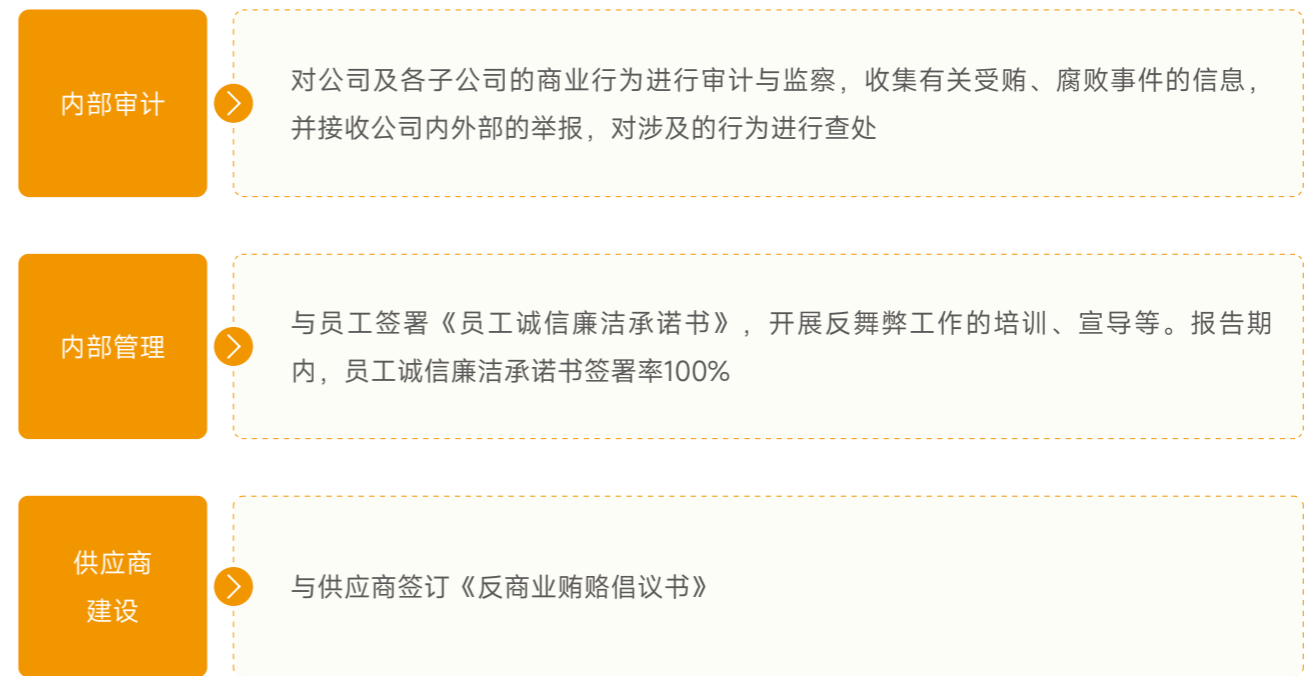 内部审计
对公司及各子公司的商业行为进行审计与监察，收集有关受贿、腐败事件的信息，
并接收公司内外部的举报，对涉及的行为进行查处
内部管理
与员工签署《员工诚信廉洁承诺书》，开展反舞弊工作的培训、宣导等。报告期
内，员工诚信廉洁承诺书签署率100%
供应商
建设
与供应商签订《反商业贿赂倡议书》